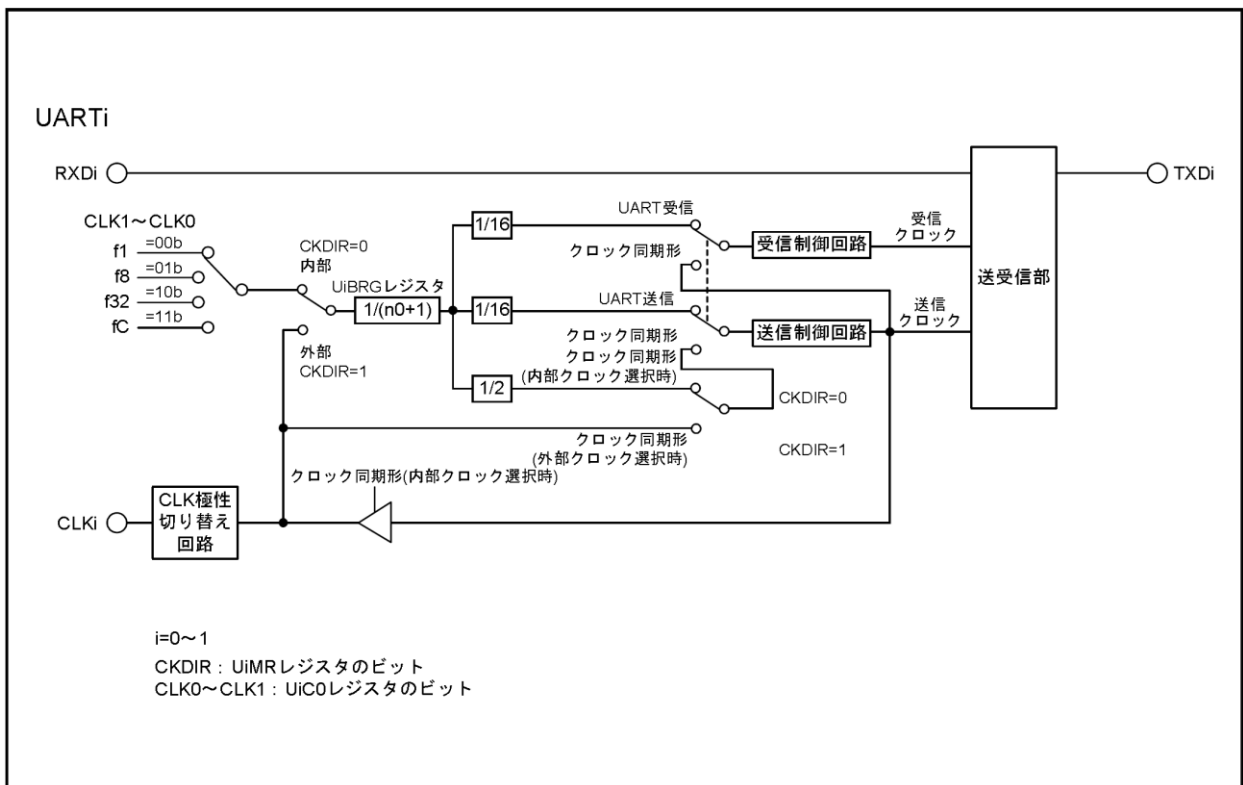 UARTi
RXDi
TXDi
CLK1～CLK0
f1
=00b
f8
=01b
f32
=10b
fC
=11b
CKDIR=0
内部
外部
CKDIR=1
UiBRGレジスタ
1/(n0+1)
1/16
UART受信
クロック同期形
受信制御回路
受信
クロック
1/16
UART送信
クロック同期形
送信制御回路
送信
クロック
送受信部
クロック同期形
(内部クロック選択時)
1/2
CKDIR=0
クロック同期形
(外部クロック選択時)
CKDIR=1
クロック同期形(内部クロック選択時)
CLKi
CLK極性
切り替え
回路
i=0～1
CKDIR : UiMRレジスタのビット
CLK0～CLK1 : UiC0レジスタのビット